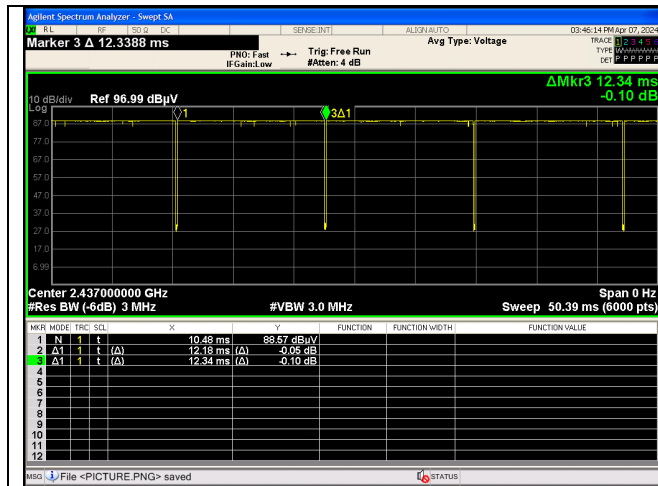 Agilent Spectrum Analyzer - Swept SA
RL RF 50 Ω DC SENSE:INT ALIGN AUTO 03:46:14 PM Apr 07, 2024
Marker 3 Δ 12.3388 ms Avg Type: Voltage TRACE 1 2 3 4 5 6
PNO: Fast Trig: Free Run TYPE
IFGain:Low #Atten: 4 dB DET P P P P P P
ΔMkr3 12.34 ms
10 dB/div Ref 96.99 dBµV -0.10 dB
Log
1 3Δ1
87.0
77.0
67.0
57.0
47.0
37.0
27.0
17.0
6.99
Center 2.437000000 GHz Span 0 Hz
#Res BW (-6dB) 3 MHz #VBW 3.0 MHz Sweep 50.39 ms (6000 pts)
MKR MODE TRC SCL X Y FUNCTION FUNCTION WIDTH FUNCTION VALUE
1 N 1 t 10.48 ms 88.57 dBµV
2 Δ1 1 t (Δ) 12.18 ms (Δ) -0.05 dB
3 Δ1 1 t (Δ) 12.34 ms (Δ) -0.10 dB
4
5
6
7
8
9
10
11
12
MSG File <PICTURE.PNG> saved STATUS